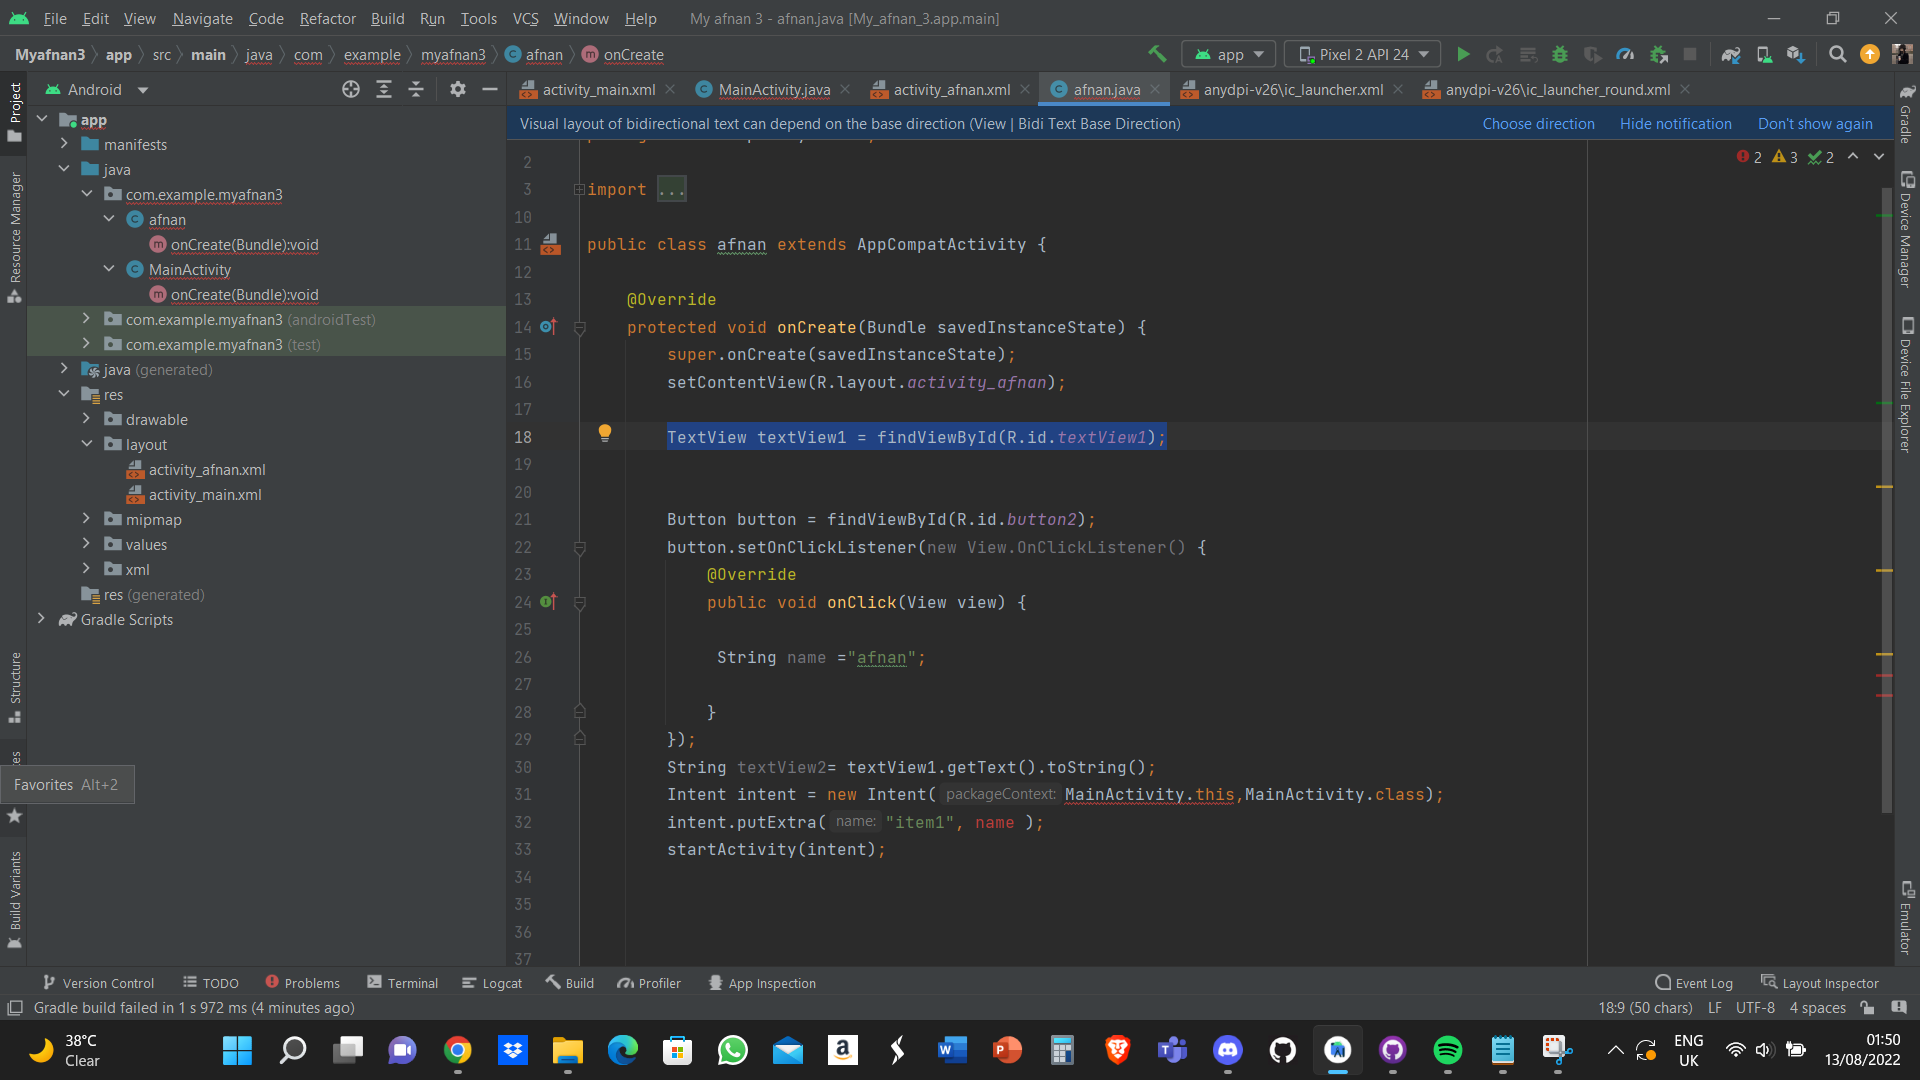 File Edit View Navigate Code Refactor Build Run Tools VCS Window Help My afnan 3 - afnan.java [My_afnan_3.app.main]
Myafnan3 app src main java com example myafnan3 afnan onCreate app Pixel 2 API 24
Android activity_main.xml MainActivity.java activity_afnan.xml afnan.java anydpi-v26\ic_launcher.xml anydpi-v26\ic_launcher_round.xml
Visual layout of bidirectional text can depend on the base direction (View | Bidi Text Base Direction) Choose direction Hide notification Don't show again
Project
Resource Manager
Structure
Favorites Alt+2
Build Variants
app
manifests
java
com.example.myafnan3
afnan
onCreate(Bundle):void
MainActivity
onCreate(Bundle):void
com.example.myafnan3 (androidTest)
com.example.myafnan3 (test)
java (generated)
res
drawable
layout
activity_afnan.xml
activity_main.xml
mipmap
values
xml
res (generated)
Gradle Scripts
2 3 2
2
3 import ...
10
11 public class afnan extends AppCompatActivity {
12
13 @Override
14 protected void onCreate(Bundle savedInstanceState) {
15 super.onCreate(savedInstanceState);
16 setContentView(R.layout.activity_afnan);
17
18 TextView textView1 = findViewById(R.id.textView1);
19
20
21 Button button = findViewById(R.id.button2);
22 button.setOnClickListener(new View.OnClickListener() {
23 @Override
24 public void onClick(View view) {
25
26 String name ="afnan";
27
28 }
29 });
30 String textView2= textView1.getText().toString();
31 Intent intent = new Intent( packageContext: MainActivity.this,MainActivity.class);
32 intent.putExtra( name: "item1", name );
33 startActivity(intent);
34
35
36
37
Gradle
Device Manager
Device File Explorer
Emulator
Version Control TODO Problems Terminal Logcat Build Profiler App Inspection Event Log Layout Inspector
Gradle build failed in 1 s 972 ms (4 minutes ago) 18:9 (50 chars) LF UTF-8 4 spaces
38°C
Clear
ENG
UK
01:50
13/08/2022